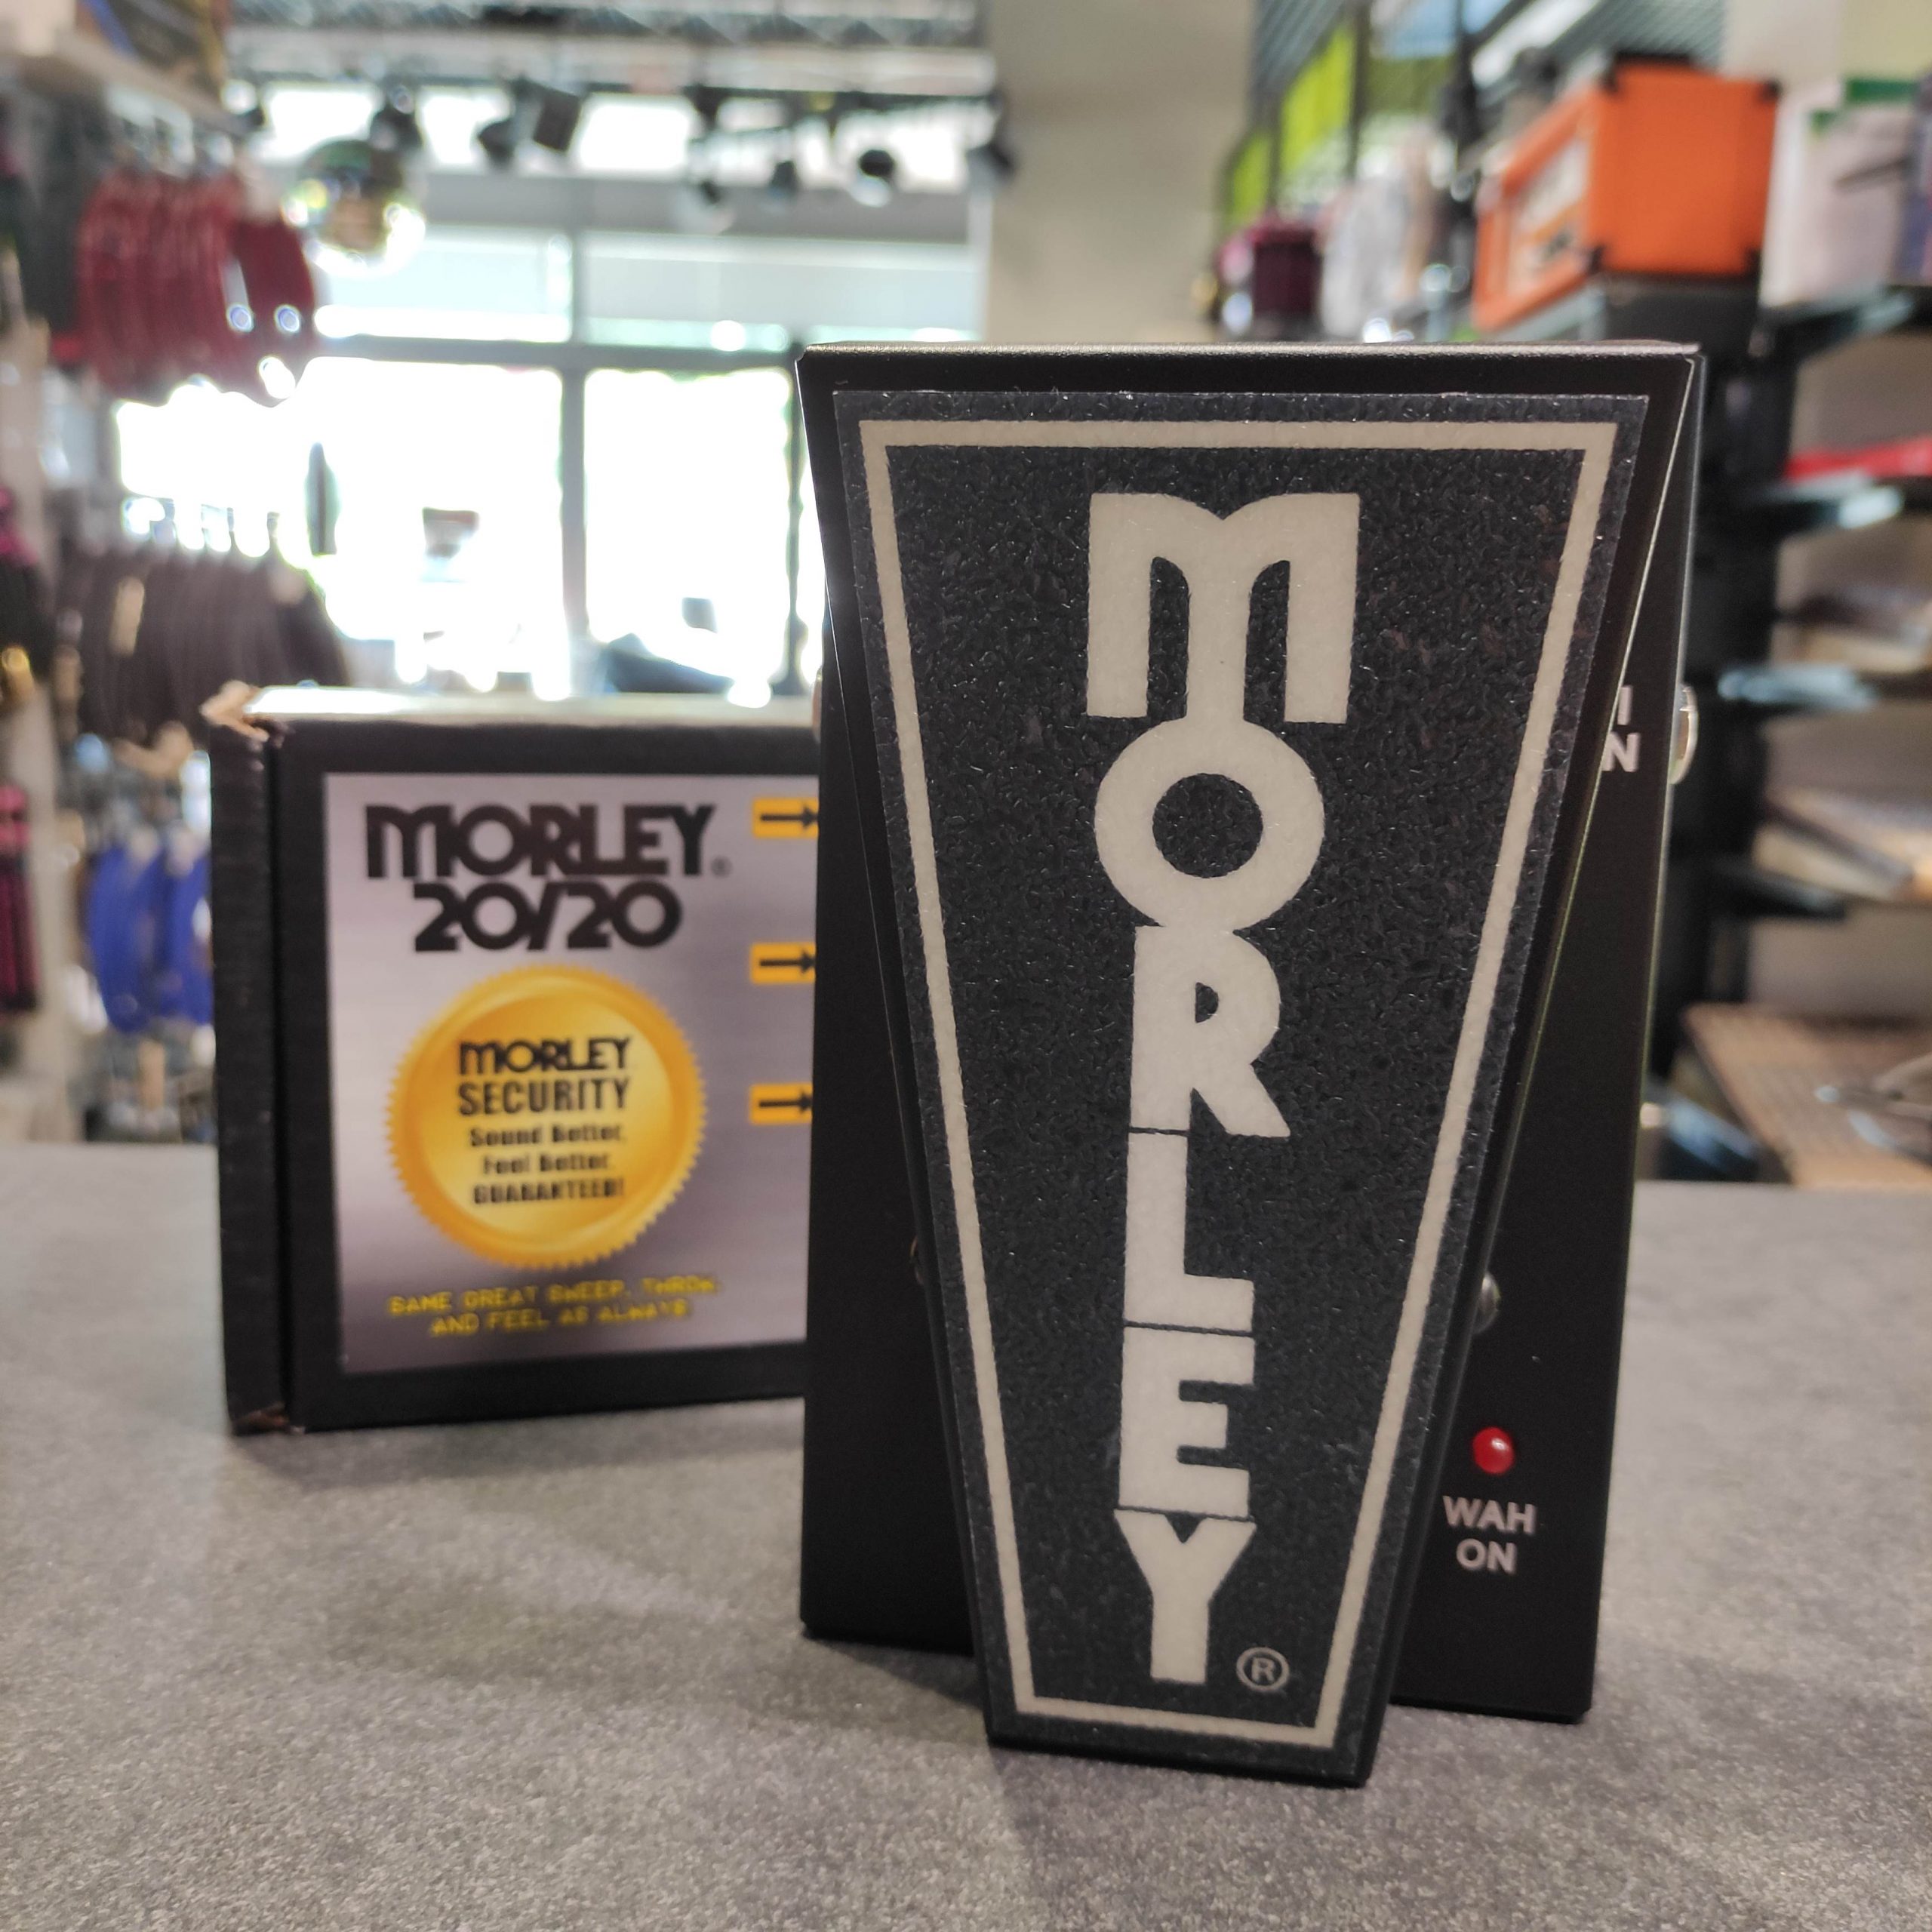 MORLEY®
20/20
MORLEY
SECURITY
Sound Better,
Feel Better,
GUARANTEED!
SAME GREAT SWEEP, THROW,
AND FEEL AS ALWAYS
MORLEY
®
WAH
ON